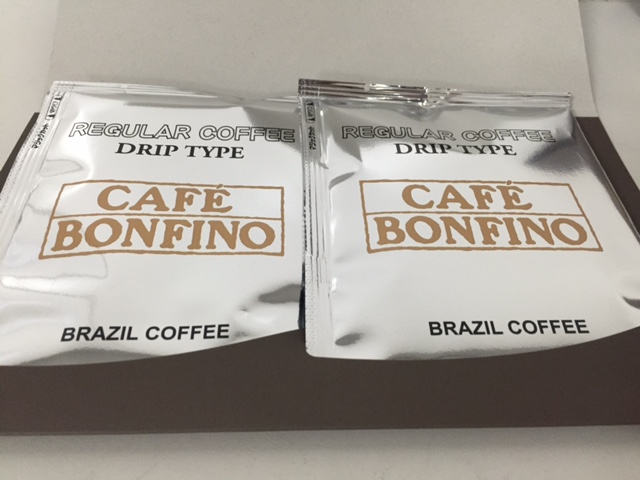 REGULAR COFFEE
DRIP TYPE
CAFÉ
BONFINO
BRAZIL COFFEE
REGULAR COFFEE
DRIP TYPE
CAFÉ
BONFINO
BRAZIL COFFEE